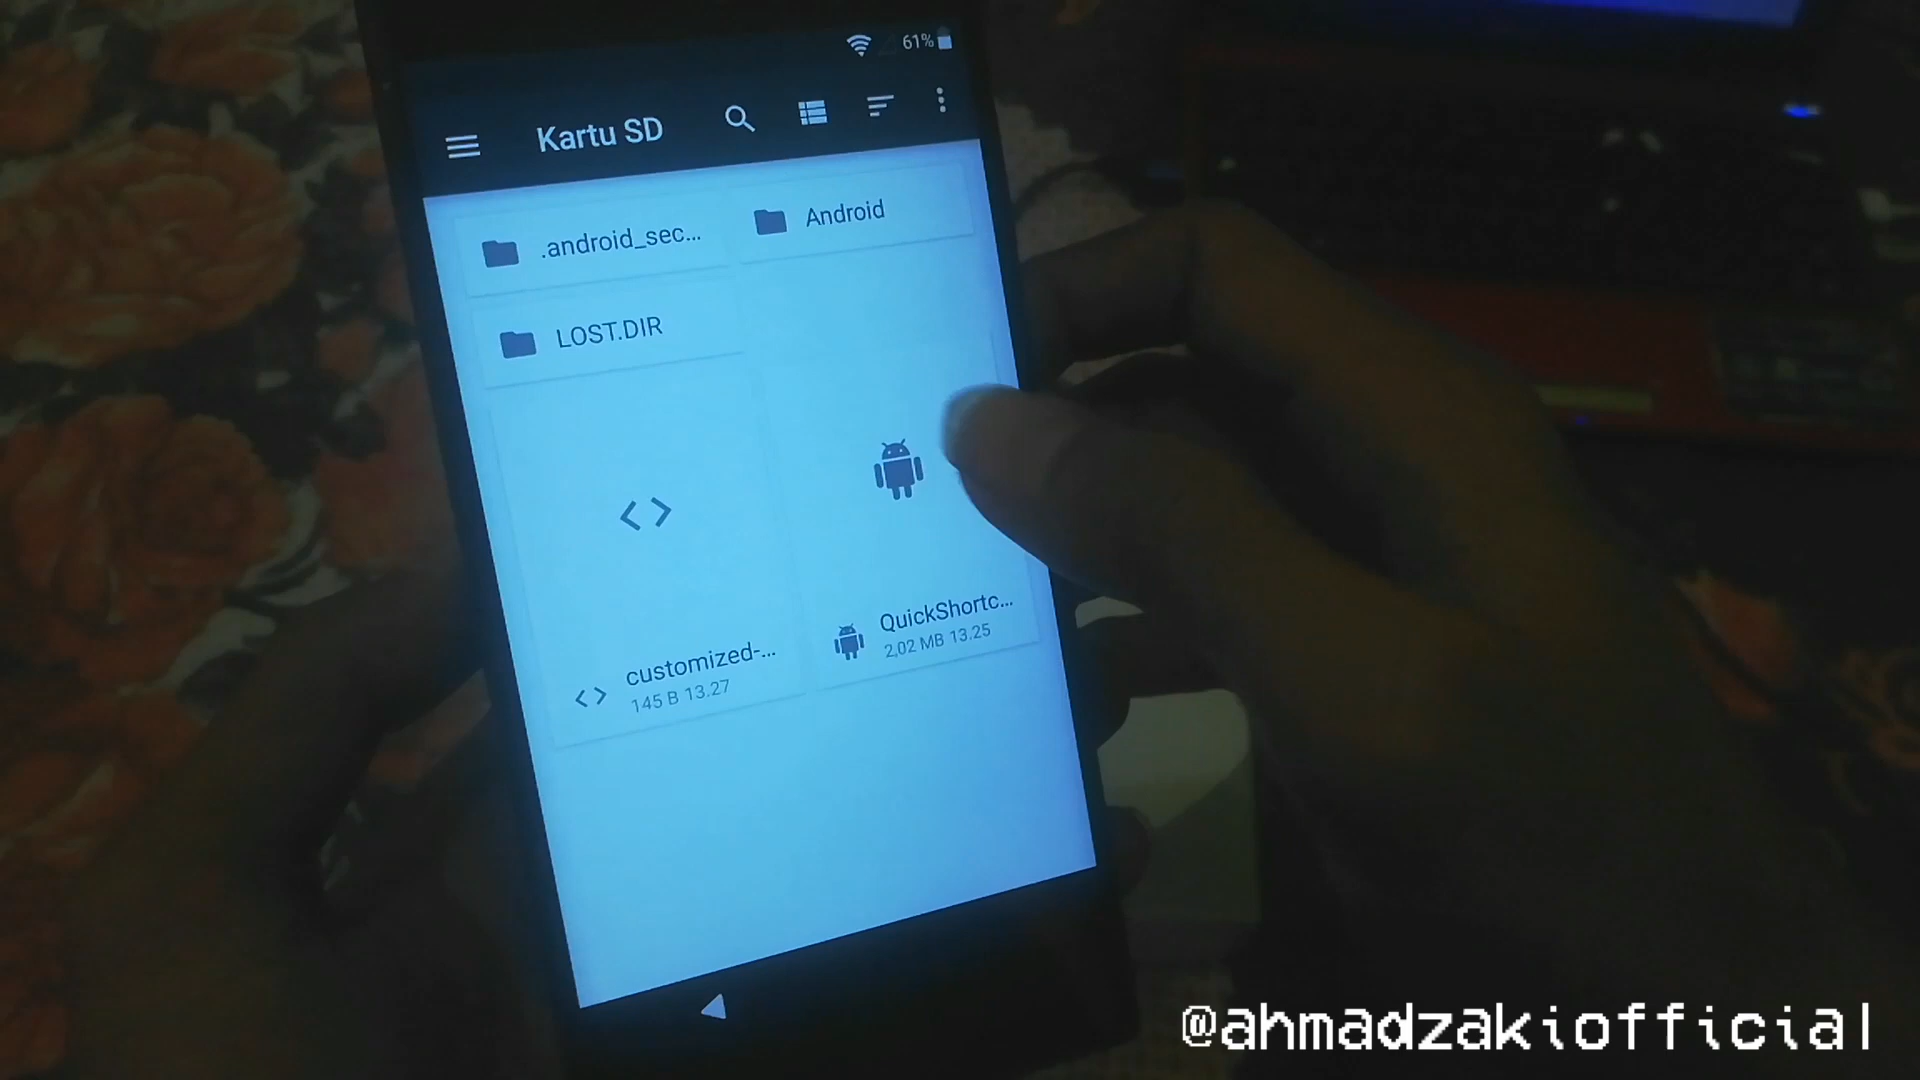 61%
Kartu SD
.android_sec...
Android
LOST.DIR
customized-...
145 B 13.27
QuickShortc...
2,02 MB 13.25
@ahmadzakiofficial